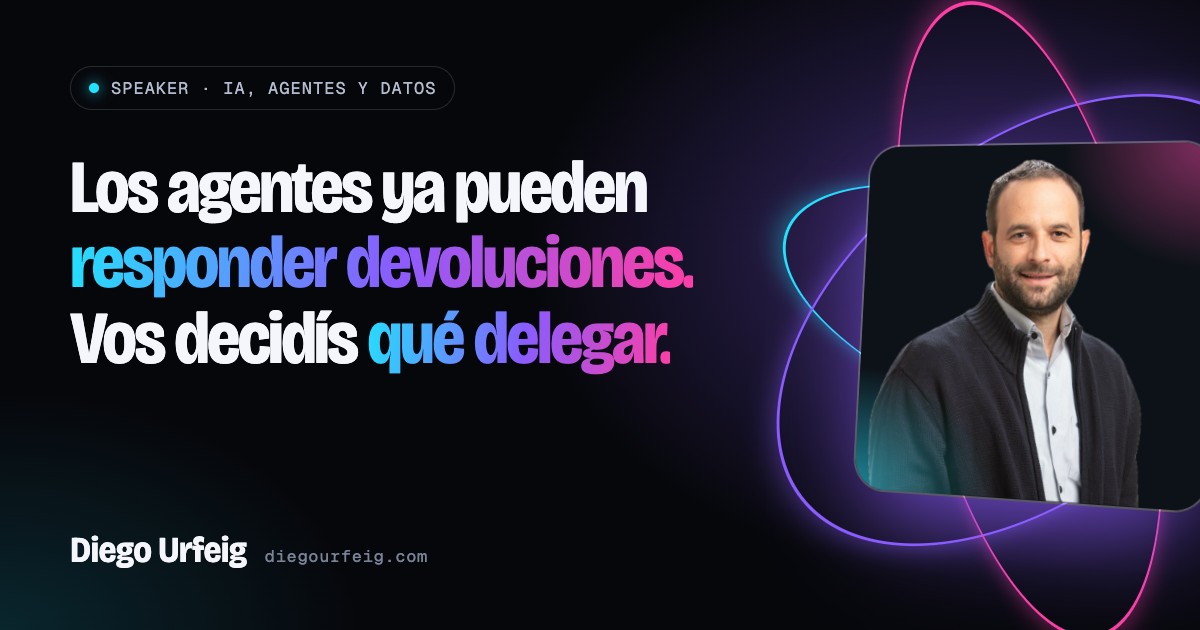 SPEAKER · IA, AGENTES Y DATOS
Los agentes ya pueden
responder devoluciones.
Vos decidís qué delegar.
Diego Urfeig diegourfeig.com